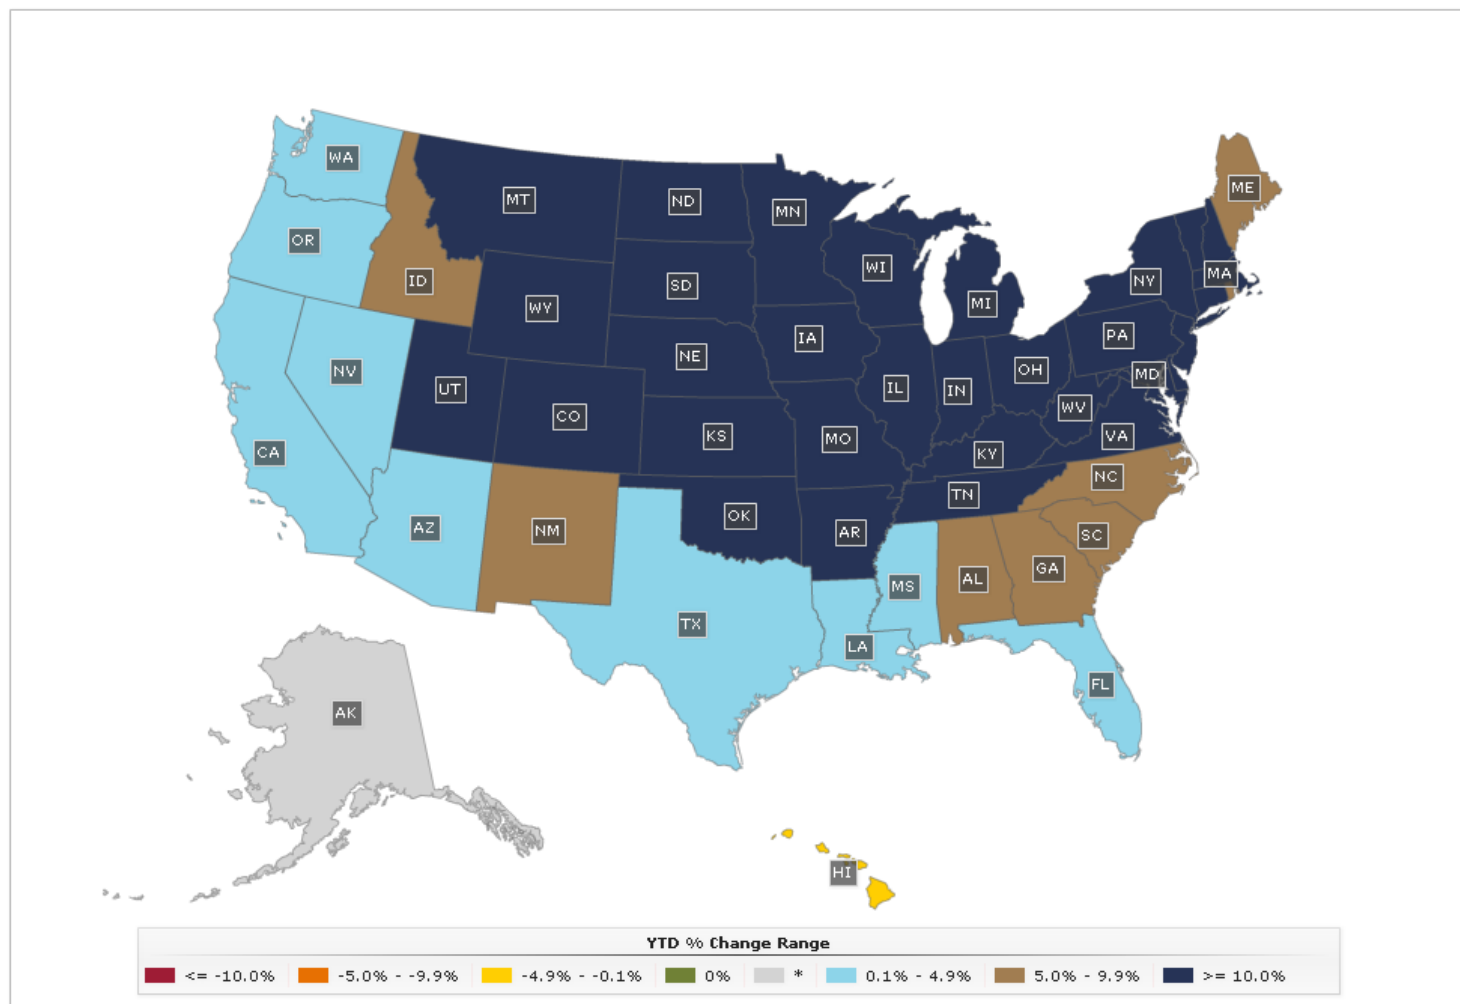 WA
MT
ND
MN
ME
OR
ID
WY
SD
WI
MI
NY
MA
NV
UT
CO
NE
IA
IL
IN
OH
PA
MD
WV
VA
CA
KS
MO
KY
NC
TN
AZ
NM
OK
AR
SC
MS
AL
GA
TX
LA
FL
AK
HI
YTD % Change Range
<= -10.0% -5.0% - -9.9% -4.9% - -0.1% 0% * 0.1% - 4.9% 5.0% - 9.9% >= 10.0%